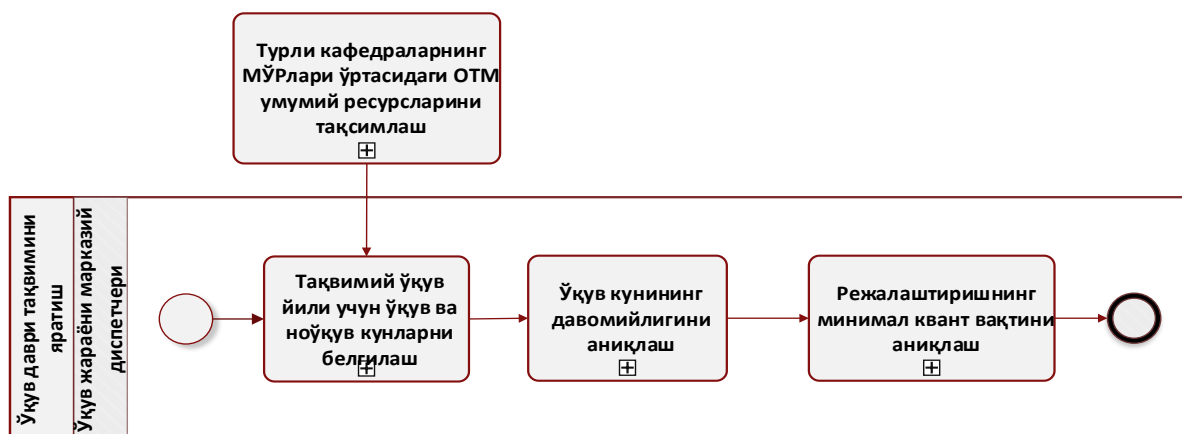 Турли кафедраларнинг
МЎРлари ўртасидаги ОТМ
умумий ресурсларини
тақсимлаш
Ўқув даври тақвимини
яратиш
Ўқув жараёни марказий
диспетчери
Тақвимий ўқув
йили учун ўқув ва
ноўқув кунларни
белгилаш
Ўқув кунининг
давомийлигини
аниқлаш
Режалаштиришнинг
минимал квант вақтини
аниқлаш